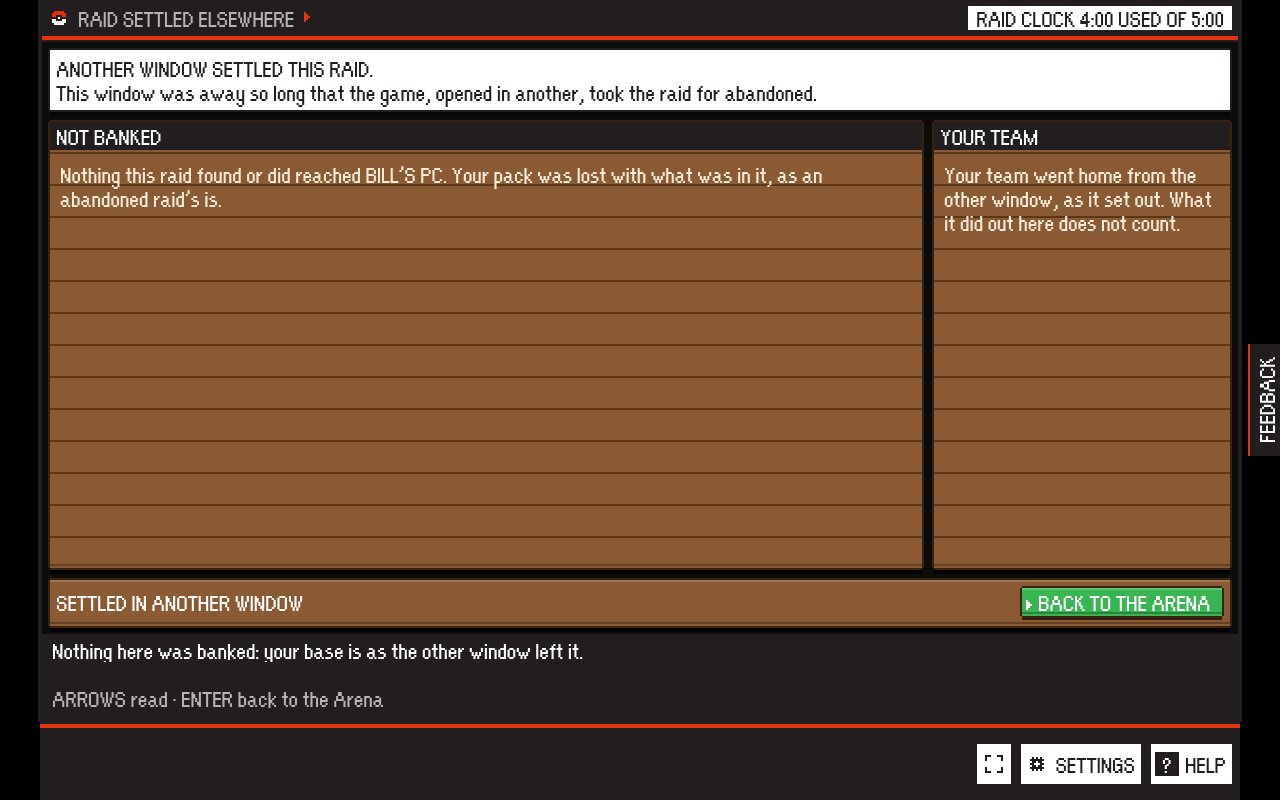 RAID SETTLED ELSEWHERE
RAID CLOCK 4:00 USED OF 5:00
ANOTHER WINDOW SETTLED THIS RAID.
This window was away so long that the game, opened in another, took the raid for abandoned.
NOT BANKED
Nothing this raid found or did reached BILL'S PC. Your pack was lost with what was in it, as an
abandoned raid's is.
YOUR TEAM
Your team went home from the
other window, as it set out. What
it did out here does not count.
SETTLED IN ANOTHER WINDOW
BACK TO THE ARENA
Nothing here was banked: your base is as the other window left it.
ARROWS read · ENTER back to the Arena
SETTINGS
? HELP
FEEDBACK